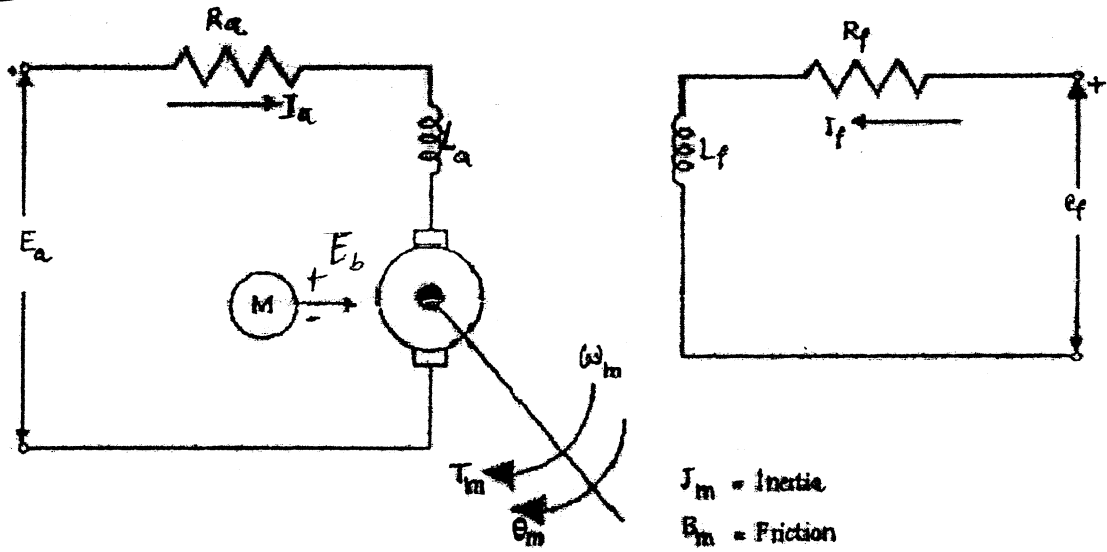 Ra
Rf
+
+
Ia
If
La
Lf
Ea
ef
Eb
M
+
-
ωm
Tm
θm
Jm = Inertia
Bm = Friction